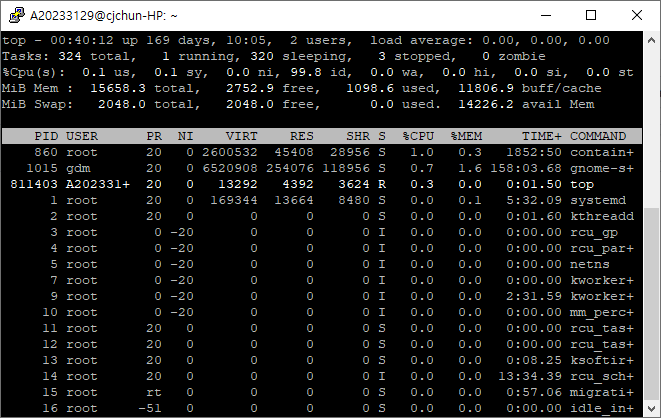 A20233129@cjchun-HP: ~
top - 00:40:12 up 169 days, 10:05,  2 users,  load average: 0.00, 0.00, 0.00
Tasks: 324 total,   1 running, 320 sleeping,   3 stopped,   0 zombie
%Cpu(s):  0.1 us,  0.1 sy,  0.0 ni, 99.8 id,  0.0 wa,  0.0 hi,  0.0 si,  0.0 st
MiB Mem :  15658.3 total,   2752.9 free,   1098.6 used,  11806.9 buff/cache
MiB Swap:   2048.0 total,   2048.0 free,      0.0 used.  14226.2 avail Mem
PID USER      PR  NI    VIRT    RES    SHR S  %CPU  %MEM     TIME+ COMMAND
860 root      20   0 2600532  45408  28956 S   1.0   0.3   1852:50 contain+
1015 gdm       20   0 6520908 254076 118956 S   0.7   1.6 158:03.68 gnome-s+
811403 A202331+  20   0   13292   4392   3624 R   0.3   0.0   0:01.50 top
1 root      20   0  169344  13664   8480 S   0.0   0.1   5:32.09 systemd
2 root      20   0       0      0      0 S   0.0   0.0   0:01.60 kthreadd
3 root       0 -20       0      0      0 I   0.0   0.0   0:00.00 rcu_gp
4 root       0 -20       0      0      0 I   0.0   0.0   0:00.00 rcu_par+
5 root       0 -20       0      0      0 I   0.0   0.0   0:00.00 netns
7 root       0 -20       0      0      0 I   0.0   0.0   0:00.00 kworker+
9 root       0 -20       0      0      0 I   0.0   0.0   2:31.59 kworker+
10 root       0 -20       0      0      0 I   0.0   0.0   0:00.00 mm_perc+
11 root      20   0       0      0      0 S   0.0   0.0   0:00.00 rcu_tas+
12 root      20   0       0      0      0 S   0.0   0.0   0:00.00 rcu_tas+
13 root      20   0       0      0      0 S   0.0   0.0   0:08.25 ksoftir+
14 root      20   0       0      0      0 I   0.0   0.0  13:34.39 rcu_sch+
15 root      rt   0       0      0      0 S   0.0   0.0   0:57.06 migrati+
16 root     -51   0       0      0      0 S   0.0   0.0   0:00.00 idle_in+